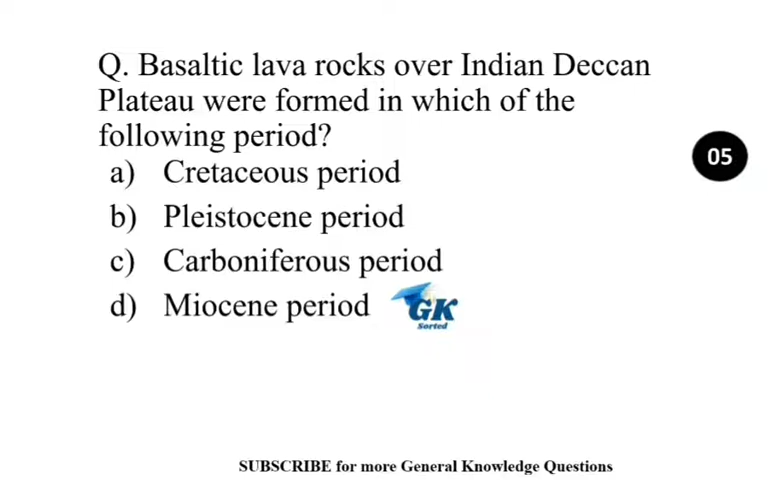 Q. Basaltic lava rocks over Indian Deccan
Plateau were formed in which of the
following period?
05
a) Cretaceous period
b) Pleistocene period
c) Carboniferous period
d) Miocene period
GK
Sorted
SUBSCRIBE for more General Knowledge Questions